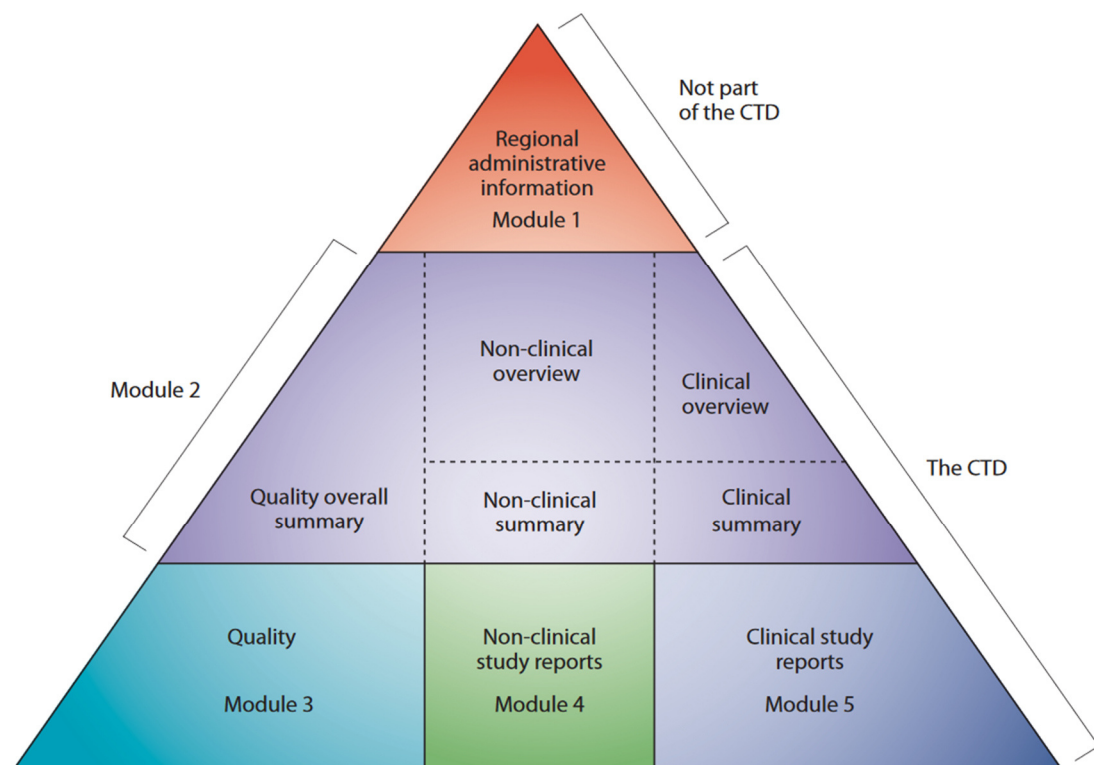 Not part
of the CTD
Regional
administrative
information
Module 1
Module 2
Non-clinical
overview
Clinical
overview
The CTD
Quality overall
summary
Non-clinical
summary
Clinical
summary
Quality
Module 3
Non-clinical
study reports
Module 4
Clinical study
reports
Module 5